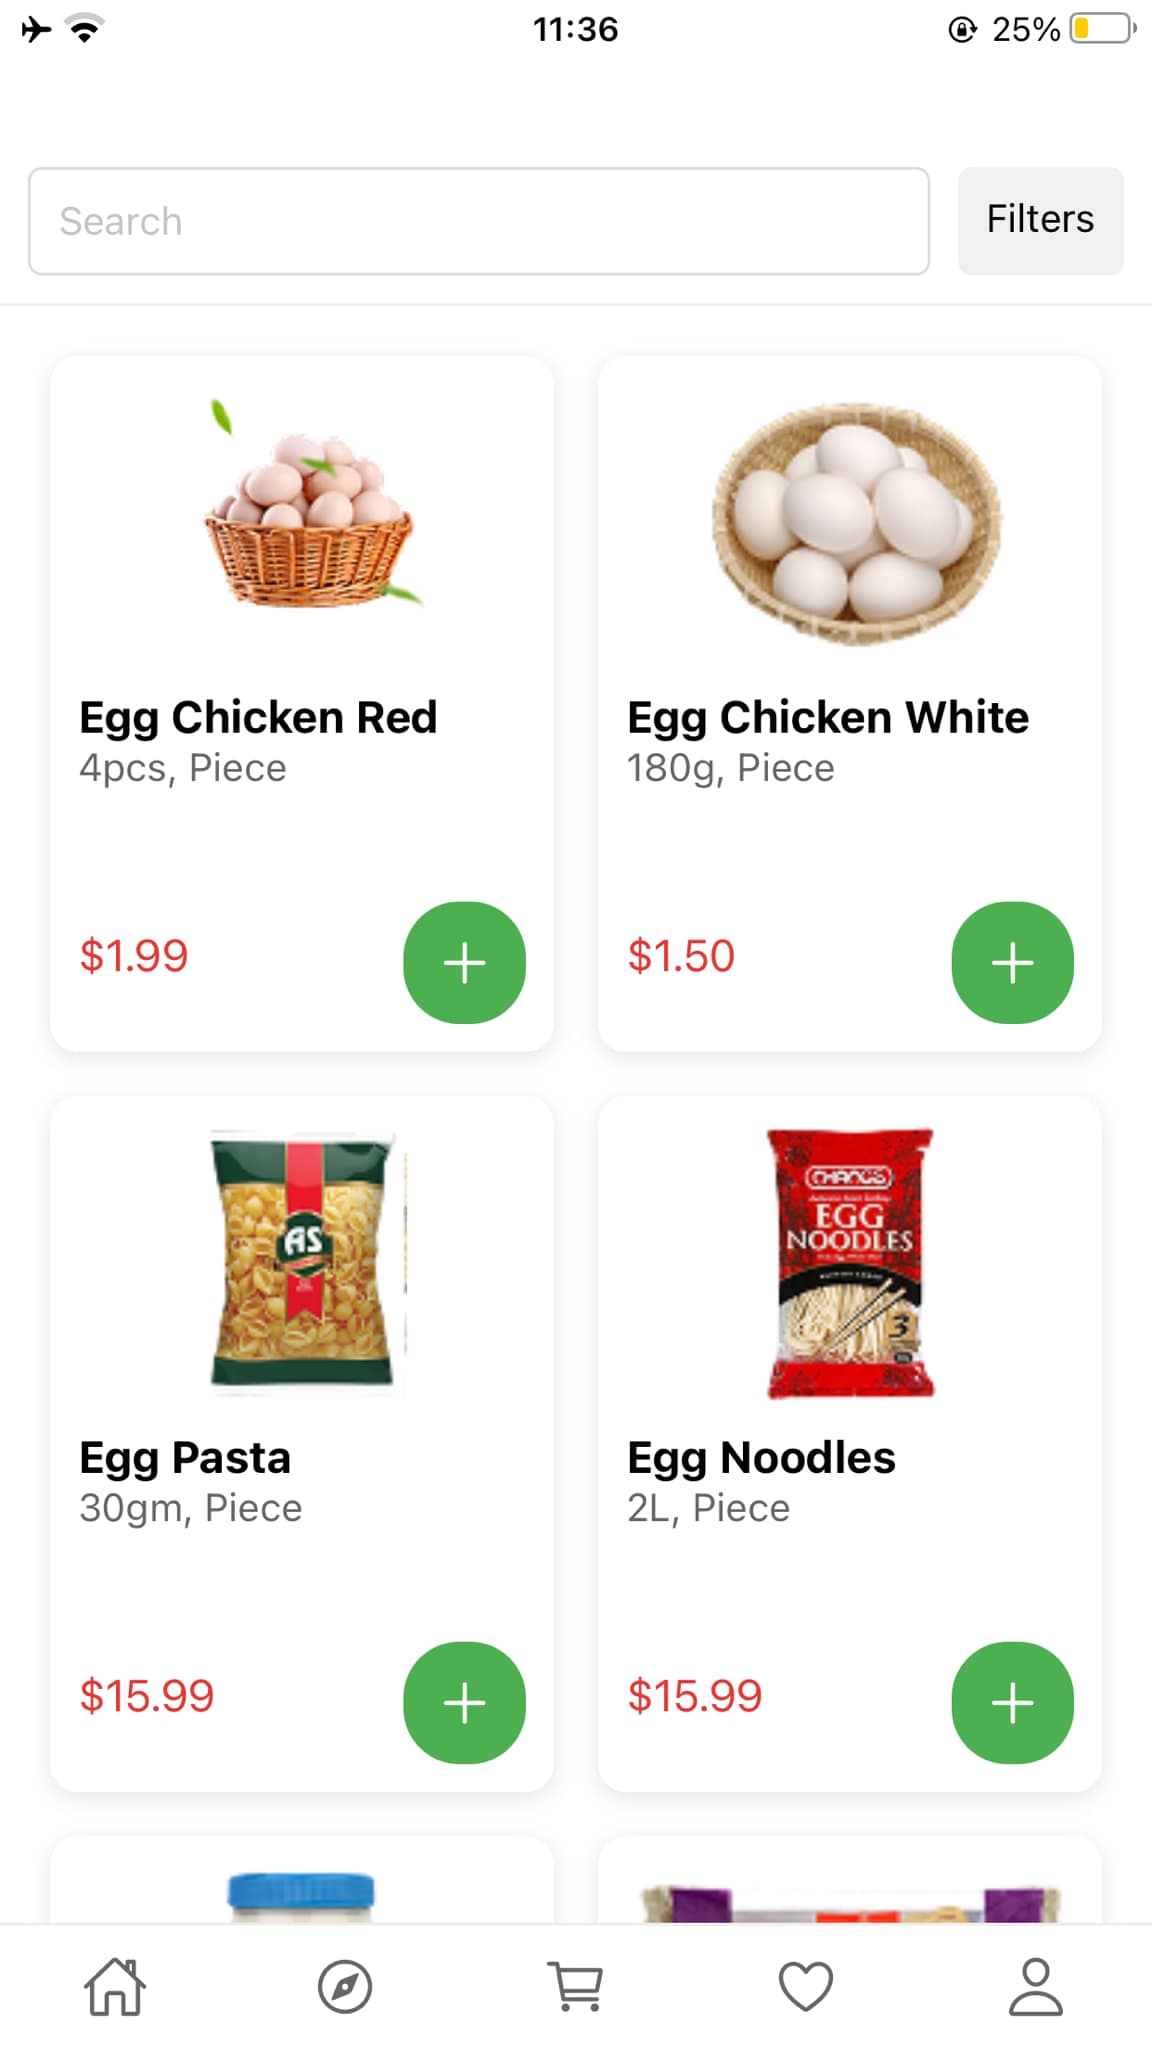 11:36
25%
Search
Filters
Egg Chicken Red
4pcs, Piece
$1.99
Egg Chicken White
180g, Piece
$1.50
AS
Egg Pasta
30gm, Piece
$15.99
CHANG'S
EGG
NOODLES
3
Egg Noodles
2L, Piece
$15.99